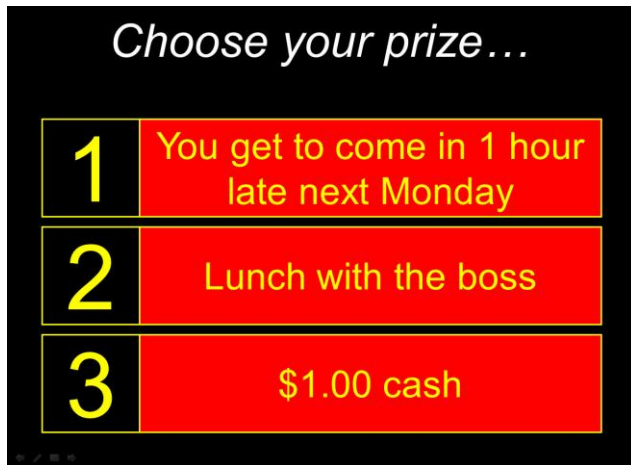 Choose your prize…
1
You get to come in 1 hour
late next Monday
2
Lunch with the boss
3
$1.00 cash